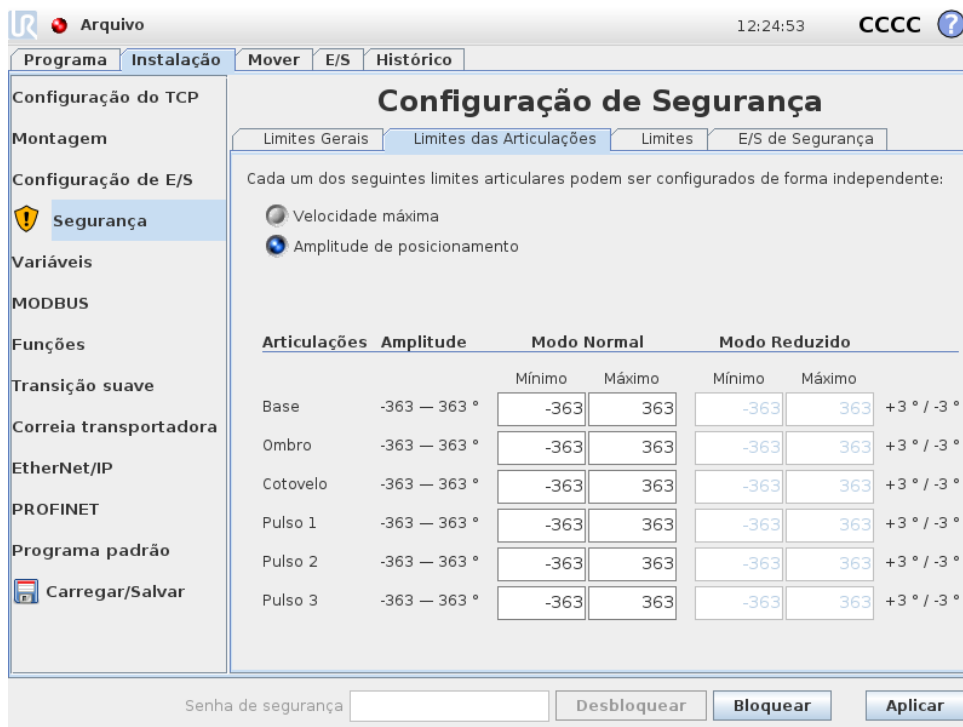 UR Arquivo 12:24:53 CCCC ?
Programa Instalação Mover E/S Histórico
Configuração do TCP
Montagem
Configuração de E/S
Segurança
Variáveis
MODBUS
Funções
Transição suave
Correia transportadora
EtherNet/IP
PROFINET
Programa padrão
Carregar/Salvar
Configuração de Segurança
Limites Gerais Limites das Articulações Limites E/S de Segurança
Cada um dos seguintes limites articulares podem ser configurados de forma independente:
Velocidade máxima
Amplitude de posicionamento
Articulações Amplitude Modo Normal Modo Reduzido
Mínimo Máximo Mínimo Máximo
Base -363 — 363 ° -363 363 -363 363 +3 ° / -3 °
Ombro -363 — 363 ° -363 363 -363 363 +3 ° / -3 °
Cotovelo -363 — 363 ° -363 363 -363 363 +3 ° / -3 °
Pulso 1 -363 — 363 ° -363 363 -363 363 +3 ° / -3 °
Pulso 2 -363 — 363 ° -363 363 -363 363 +3 ° / -3 °
Pulso 3 -363 — 363 ° -363 363 -363 363 +3 ° / -3 °
Senha de segurança Desbloquear Bloquear Aplicar